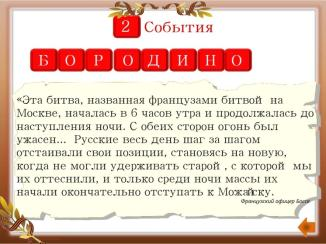 2 События
БОРОДИНО
«Эта битва, названная французами битвой на
Москве, началась в 6 часов утра и продолжалась до
наступления ночи. С обеих сторон огонь был
ужасен... Русские весь день шаг за шагом
отстаивали свои позиции, становясь на новую,
когда не могли удерживать старой , с которой мы
их оттеснили, и только среди ночи массы их
начали окончательно отступать к Можайску.
Французский офицер Боссе